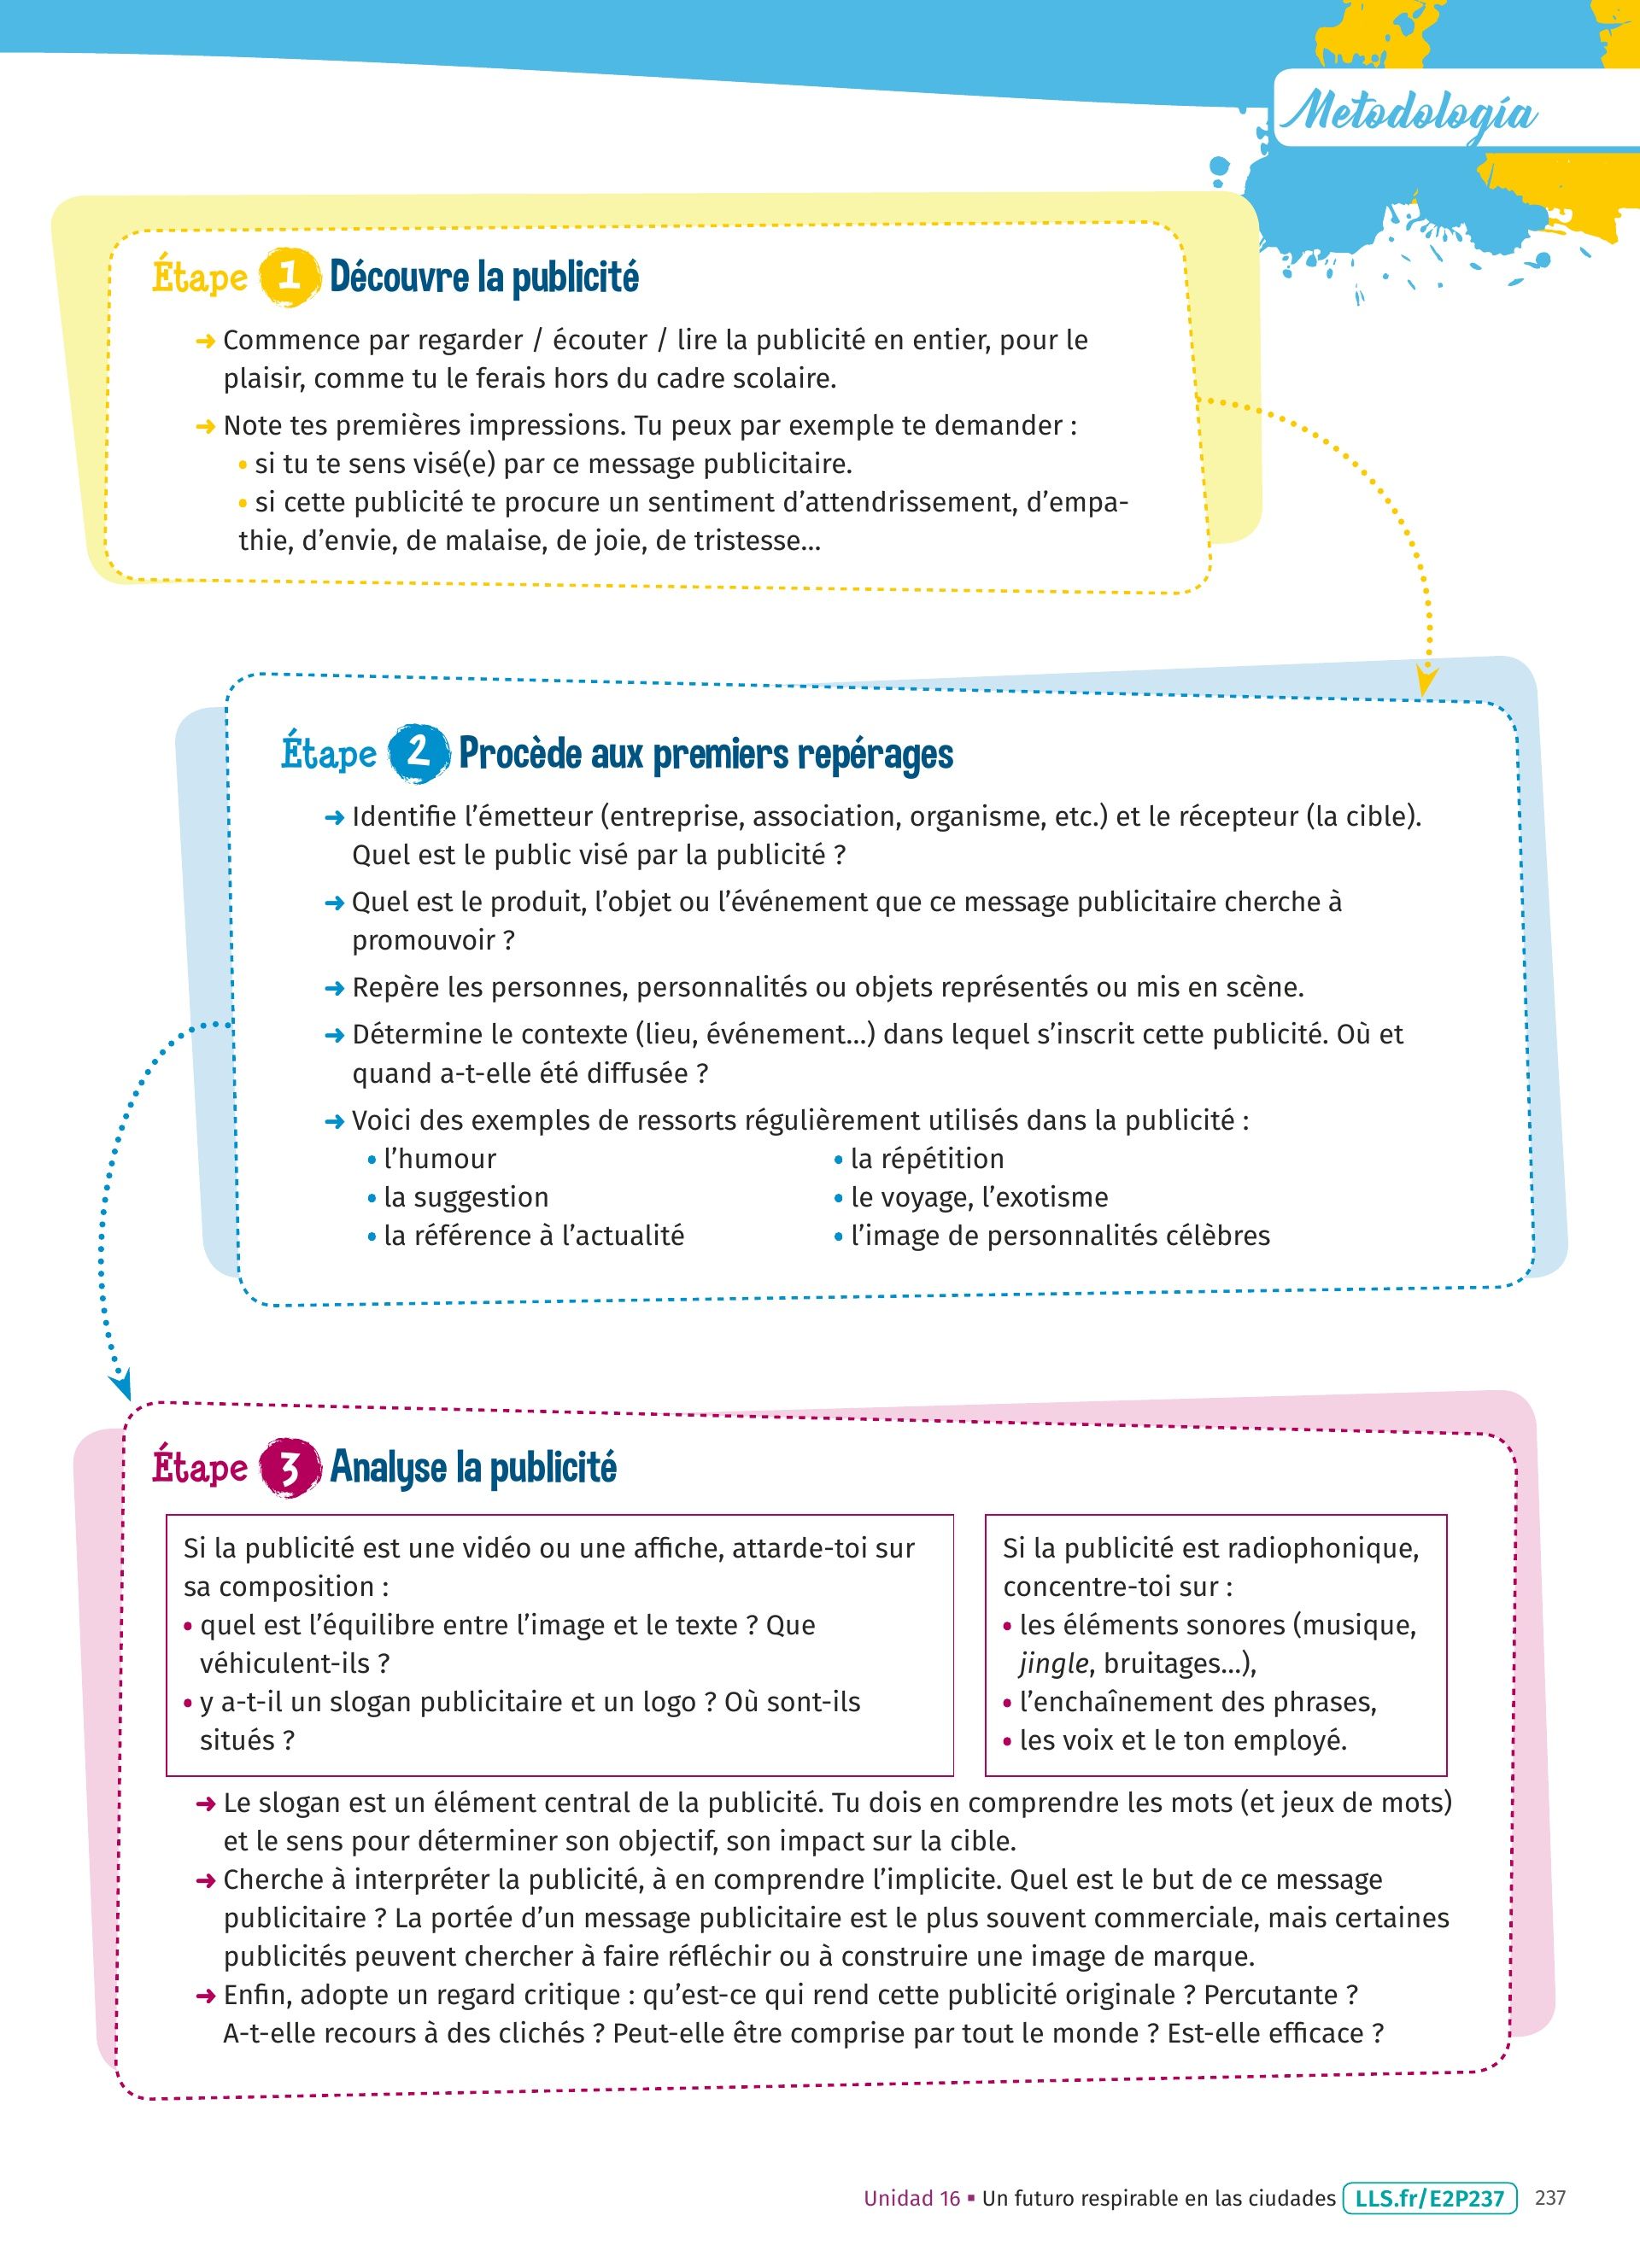 Metodología
Étape 1 Découvre la publicité
➜ Commence par regarder / écouter / lire la publicité en entier, pour le
plaisir, comme tu le ferais hors du cadre scolaire.
➜ Note tes premières impressions. Tu peux par exemple te demander :
• si tu te sens visé(e) par ce message publicitaire.
• si cette publicité te procure un sentiment d’attendrissement, d’empa-
thie, d’envie, de malaise, de joie, de tristesse…
Étape 2 Procède aux premiers repérages
➜ Identifie l’émetteur (entreprise, association, organisme, etc.) et le récepteur (la cible).
Quel est le public visé par la publicité ?
➜ Quel est le produit, l’objet ou l’événement que ce message publicitaire cherche à
promouvoir ?
➜ Repère les personnes, personnalités ou objets représentés ou mis en scène.
➜ Détermine le contexte (lieu, événement…) dans lequel s’inscrit cette publicité. Où et
quand a-t-elle été diffusée ?
➜ Voici des exemples de ressorts régulièrement utilisés dans la publicité :
• l’humour
• la suggestion
• la référence à l’actualité
• la répétition
• le voyage, l’exotisme
• l’image de personnalités célèbres
Étape 3 Analyse la publicité
Si la publicité est une vidéo ou une affiche, attarde-toi sur
sa composition :
• quel est l’équilibre entre l’image et le texte ? Que
véhiculent-ils ?
• y a-t-il un slogan publicitaire et un logo ? Où sont-ils
situés ?
Si la publicité est radiophonique,
concentre-toi sur :
• les éléments sonores (musique,
jingle, bruitages…),
• l’enchaînement des phrases,
• les voix et le ton employé.
➜ Le slogan est un élément central de la publicité. Tu dois en comprendre les mots (et jeux de mots)
et le sens pour déterminer son objectif, son impact sur la cible.
➜ Cherche à interpréter la publicité, à en comprendre l’implicite. Quel est le but de ce message
publicitaire ? La portée d’un message publicitaire est le plus souvent commerciale, mais certaines
publicités peuvent chercher à faire réfléchir ou à construire une image de marque.
➜ Enfin, adopte un regard critique : qu’est-ce qui rend cette publicité originale ? Percutante ?
A-t-elle recours à des clichés ? Peut-elle être comprise par tout le monde ? Est-elle efficace ?
Unidad 16 ▪ Un futuro respirable en las ciudades LLS.fr/E2P237 237